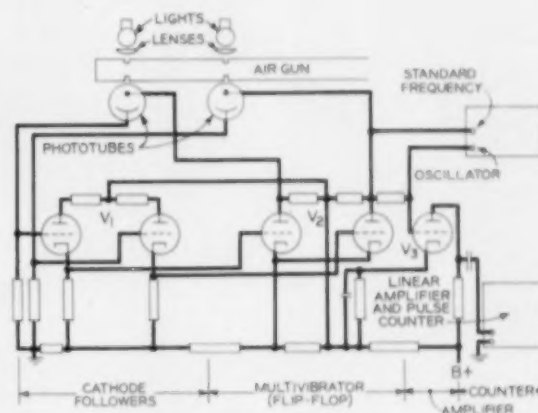 LIGHTS
LENSES
AIR GUN
STANDARD
FREQUENCY
PHOTOTUBES
OSCILLATOR
V1
V2
V3
LINEAR
AMPLIFIER
AND PULSE
COUNTER
B+
CATHODE
FOLLOWERS
MULTIVIBRATOR
(FLIP-FLOP)
COUNTER
AMPLIFIER